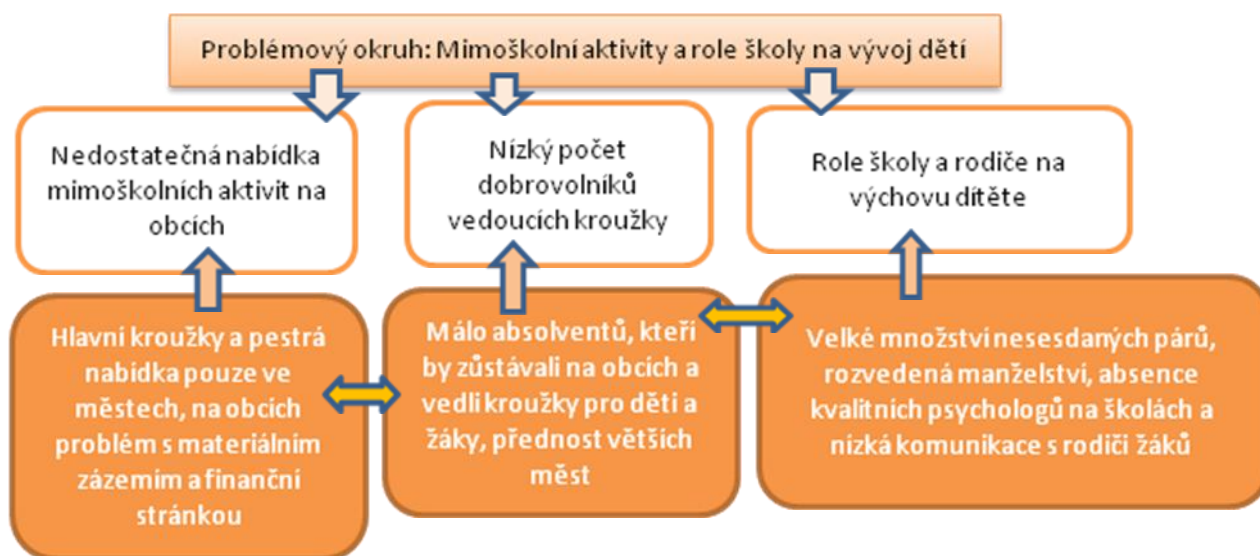 Problémový okruh: Mimoškolní aktivity a role školy na vývoj dětí
Nedostatečná nabídka
mimoškolních aktivit na
obcích
Nízký počet
dobrovolníků
vedoucích kroužky
Role školy a rodiče na
výchovu dítěte
Hlavní kroužky a pestrá
nabídka pouze ve
městech, na obcích
problém s materiálním
zázemím a finanční
stránkou
Málo absolventů, kteří
by zůstávali na obcích a
vedli kroužky pro děti a
žáky, přednost větších
měst
Velké množství nesesdaných párů,
rozvedená manželství, absence
kvalitních psychologů na školách a
nízká komunikace s rodiči žáků